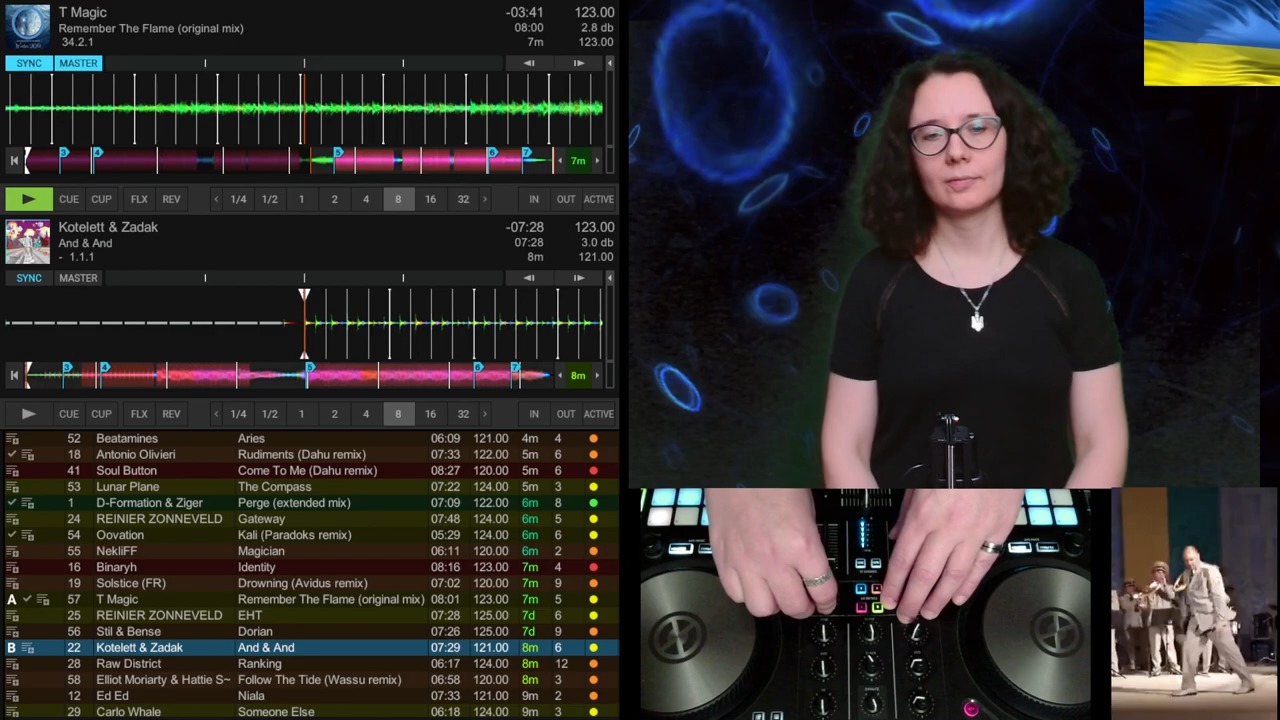 T Magic -03:41 123.00
Remember The Flame (original mix) 08:00 2.8 db
34.2.1 7m 123.00
SYNC MASTER
3 4 5 6 7 7m
CUE CUP FLX REV 1/4 1/2 1 2 4 8 16 32 IN OUT ACTIVE
Kotelett & Zadak -07:28 123.00
And & And 07:28 3.0 db
- 1.1.1 8m 121.00
SYNC MASTER
3 4 5 6 7 8m
CUE CUP FLX REV 1/4 1/2 1 2 4 8 16 32 IN OUT ACTIVE
52 Beatamines Aries 06:09 121.00 4m 4
18 Antonio Olivieri Rudiments (Dahu remix) 07:33 122.00 5m 6
41 Soul Button Come To Me (Dahu remix) 08:27 120.00 5m 6
53 Lunar Plane The Compass 07:22 124.00 5m 3
1 D-Formation & Ziger Perge (extended mix) 07:09 122.00 6m 8
24 REINIER ZONNEVELD Gateway 07:48 124.00 6m 5
54 Oovation Kali (Paradoks remix) 05:29 124.00 6m 6
55 NekliFF Magician 06:11 120.00 6m 2
16 Binaryh Identity 08:16 123.00 7m 4
19 Solstice (FR) Drowning (Avidus remix) 07:02 120.00 7m 9
A 57 T Magic Remember The Flame (original mix) 08:01 123.00 7m 5
25 REINIER ZONNEVELD EHT 07:28 125.00 7d 6
56 Stil & Bense Dorian 07:26 125.00 7d 9
B 22 Kotelett & Zadak And & And 07:29 121.00 8m 6
28 Raw District Ranking 06:17 124.00 8m 12
58 Elliot Moriarty & Hattie S~ Follow The Tide (Wassu remix) 06:58 120.00 8m 3
12 Ed Ed Niala 07:33 121.00 9m 2
29 Carlo Whale Someone Else 06:18 124.00 9m 3